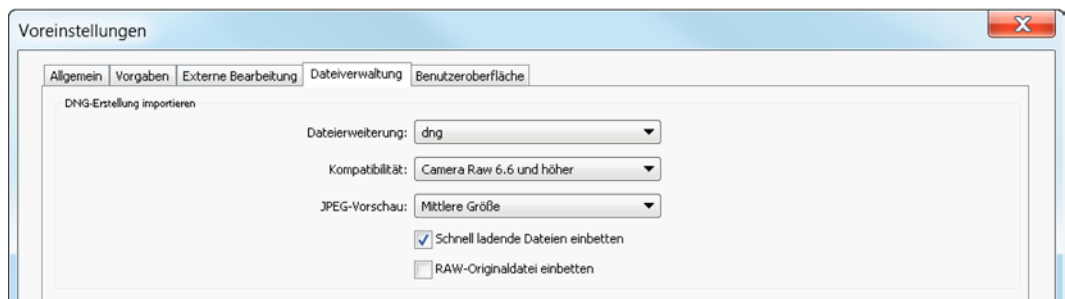 Voreinstellungen
Allgemein Vorgaben Externe Bearbeitung Dateiverwaltung Benutzeroberfläche
DNG-Erstellung importieren
Dateierweiterung: dng
Kompatibilität: Camera Raw 6.6 und höher
JPEG-Vorschau: Mittlere Größe
Schnell ladende Dateien einbetten
RAW-Originaldatei einbetten